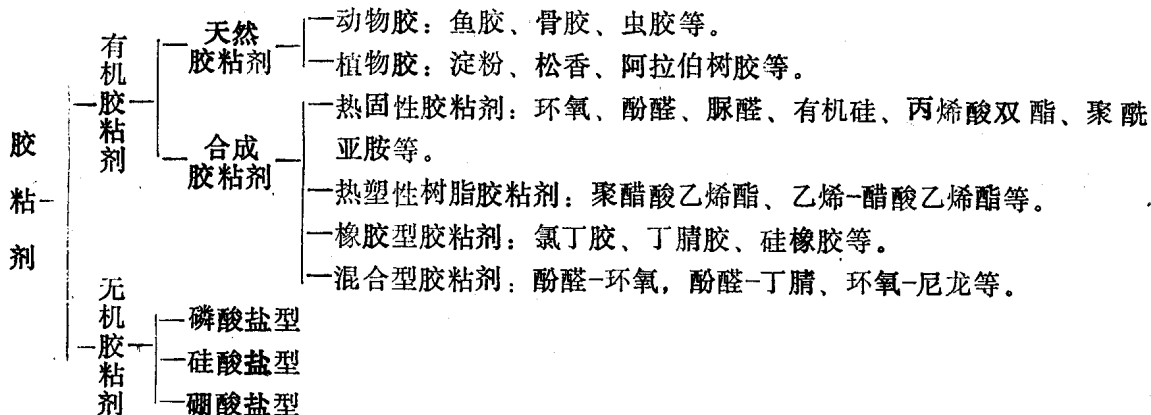 胶粘剂
有机胶粘剂
天然
胶粘剂
动物胶：鱼胶、骨胶、虫胶等。
植物胶：淀粉、松香、阿拉伯树胶等。
合成
胶粘剂
热固性胶粘剂：环氧、酚醛、脲醛、有机硅、丙烯酸双酯、聚酰
亚胺等。
热塑性树脂胶粘剂：聚醋酸乙烯酯、乙烯-醋酸乙烯酯等。
橡胶型胶粘剂：氯丁胶、丁腈胶、硅橡胶等。
混合型胶粘剂：酚醛-环氧，酚醛-丁腈、环氧-尼龙等。
无机胶粘剂
磷酸盐型
硅酸盐型
硼酸盐型